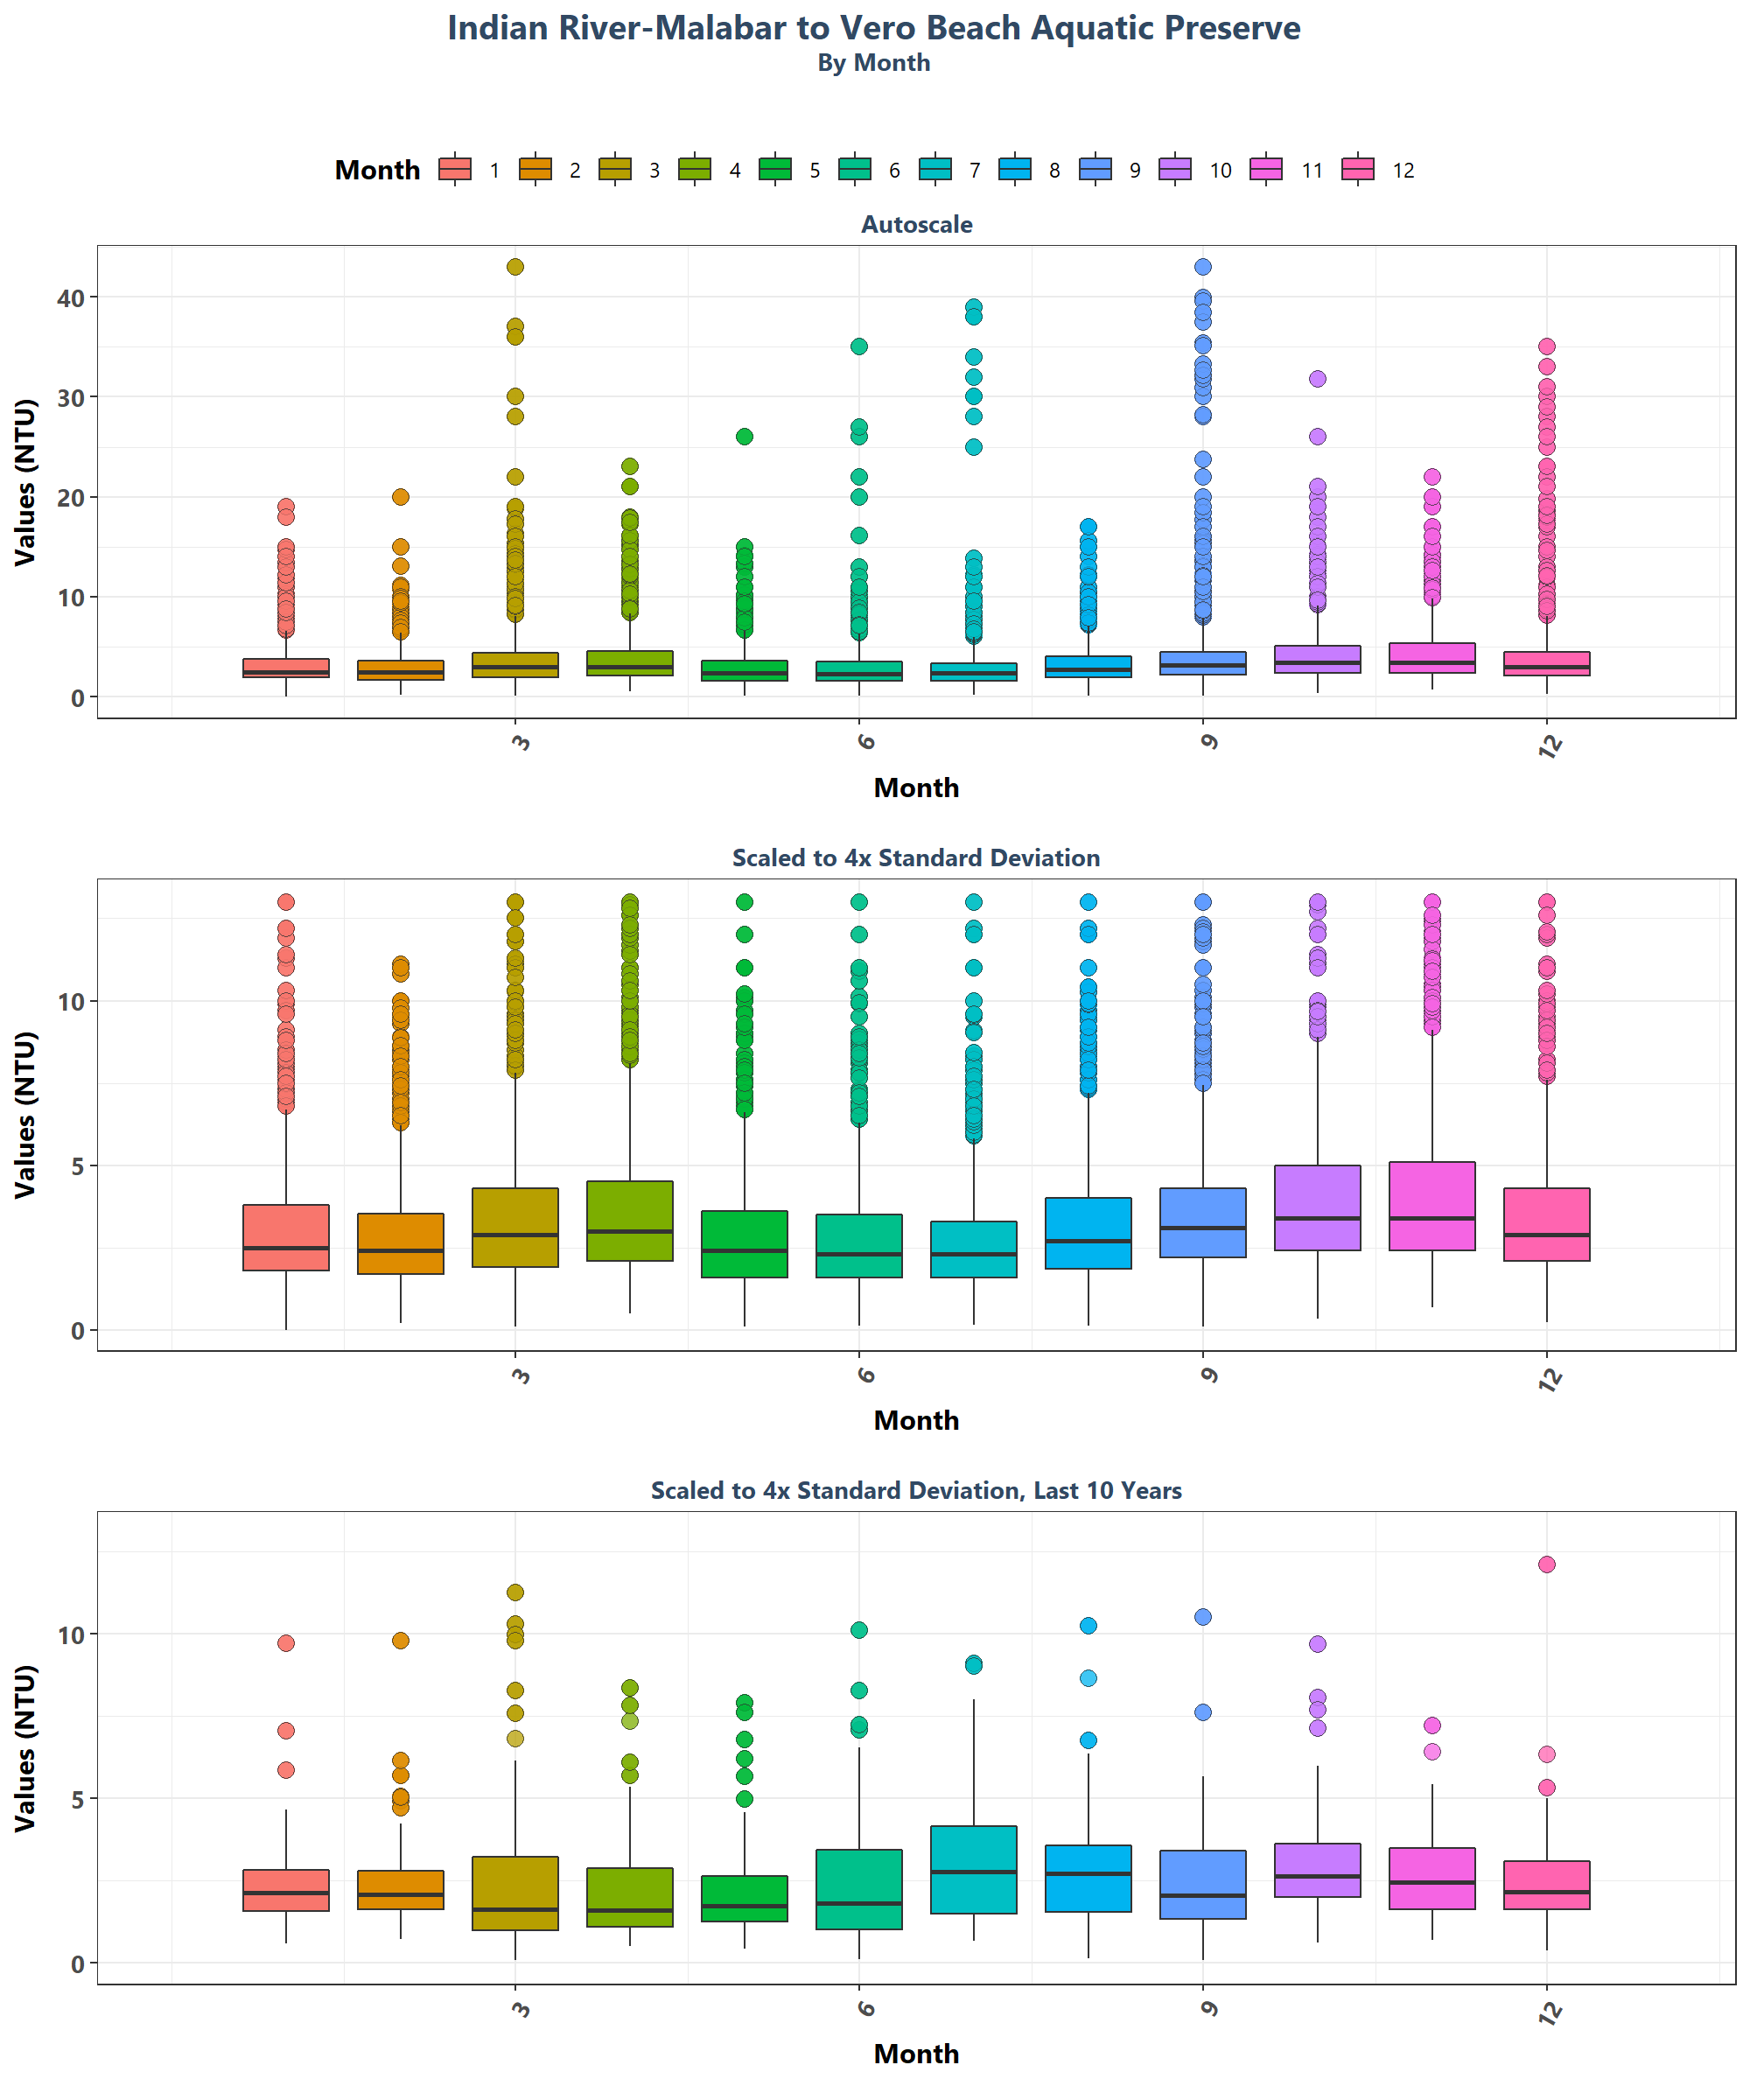 Indian River-Malabar to Vero Beach Aquatic Preserve
By Month
Month 1 2 3 4 5 6 7 8 9 10 11 12
Autoscale
Values (NTU)
40
30
20
10
0
3 6 9 12
Month
Scaled to 4x Standard Deviation
Values (NTU)
10
5
0
3 6 9 12
Month
Scaled to 4x Standard Deviation, Last 10 Years
Values (NTU)
10
5
0
3 6 9 12
Month